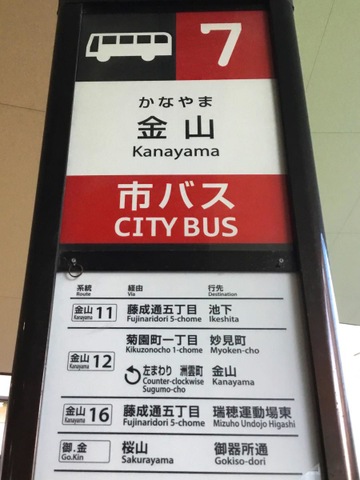 7
かなやま
金山
Kanayama
市バス
CITY BUS
系統 経由 行先
Route Via Destination
金山 11 藤成通五丁目 池下
Kanayama Fujinaridori 5-chome Ikeshita
菊園町一丁目 妙見町
Kikuzonocho 1-chome Myoken-cho
金山 12
Kanayama
左まわり 洲雲町 金山
Counter-clockwise Kanayama
Sugumo-cho
金山 16 藤成通五丁目 瑞穂運動場東
Kanayama Fujinaridori 5-chome Mizuho Undojo Higashi
御.金 桜山 御器所通
Go.Kin Sakurayama Gokiso-dori